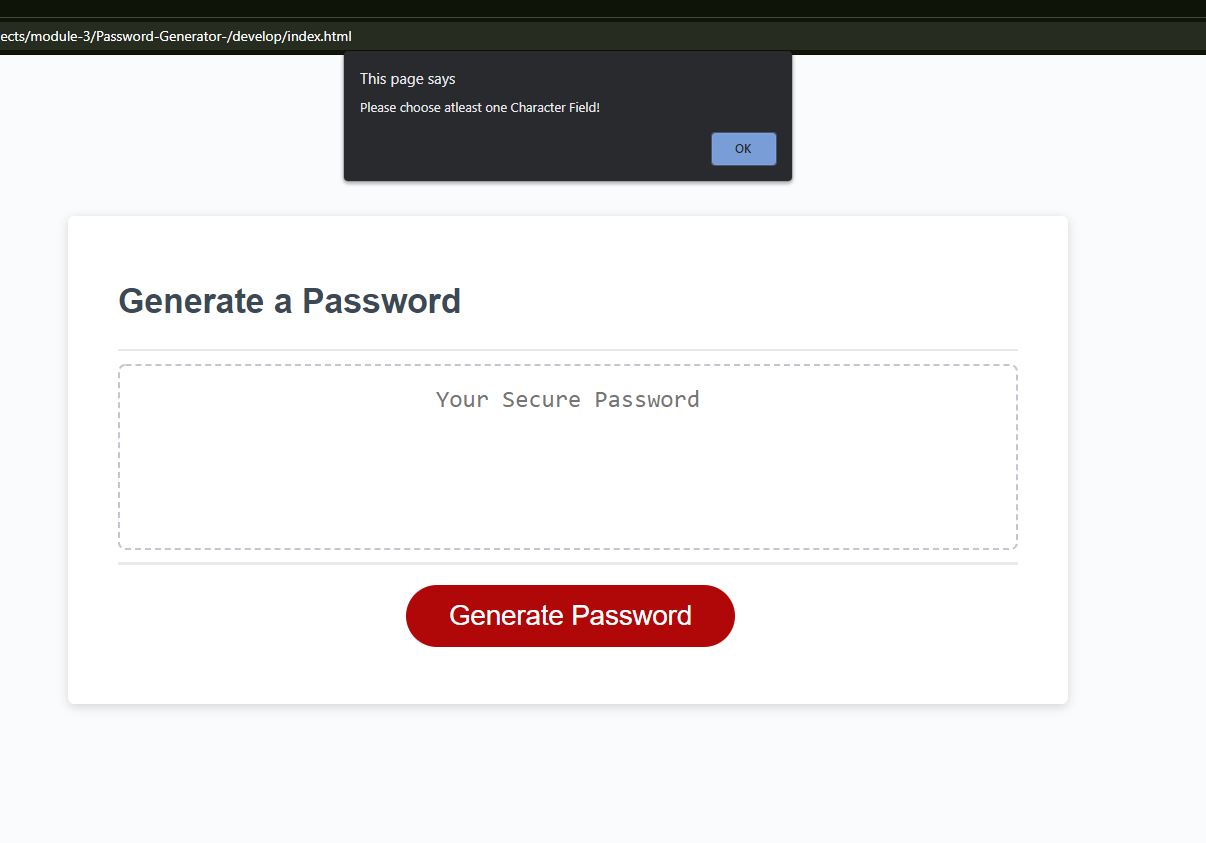 ects/module-3/Password-Generator-/develop/index.html
This page says
Please choose atleast one Character Field!
OK
Generate a Password
Your Secure Password
Generate Password